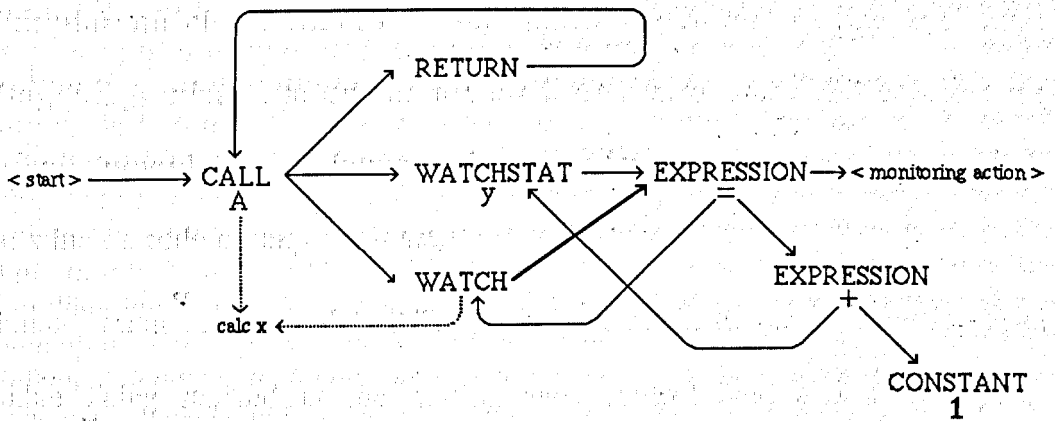 RETURN
<start>
CALL
A
WATCHSTAT
y
EXPRESSION
=
<monitoring action>
WATCH
EXPRESSION
+
calc x
CONSTANT
1